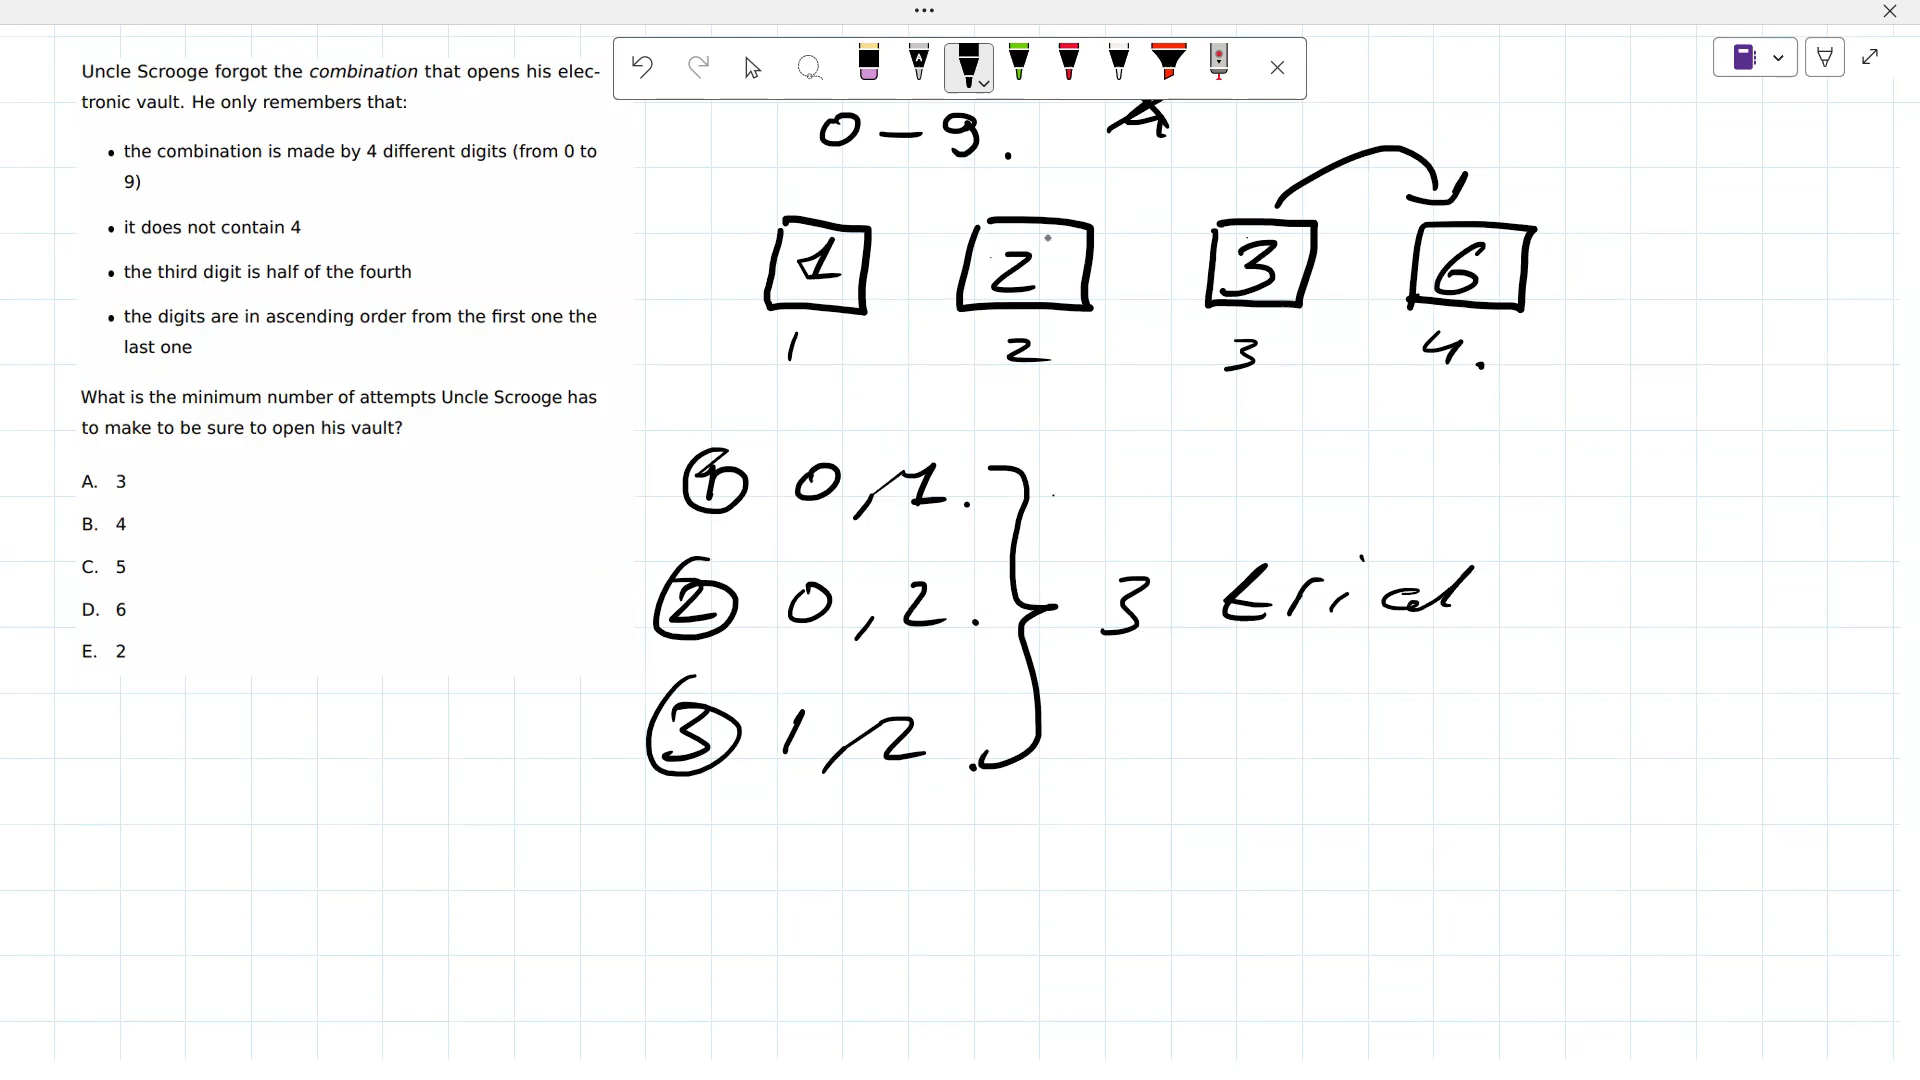 Uncle Scrooge forgot the combination that opens his elec-
tronic vault. He only remembers that:
• the combination is made by 4 different digits (from 0 to
9)
• it does not contain 4
• the third digit is half of the fourth
• the digits are in ascending order from the first one the
last one
What is the minimum number of attempts Uncle Scrooge has
to make to be sure to open his vault?
A. 3
B. 4
C. 5
D. 6
E. 2
0 – 9.
1 2 3 6
1 2 3 4.
1 0, 1.
2 0, 2.
3 trial
3 1, 2.